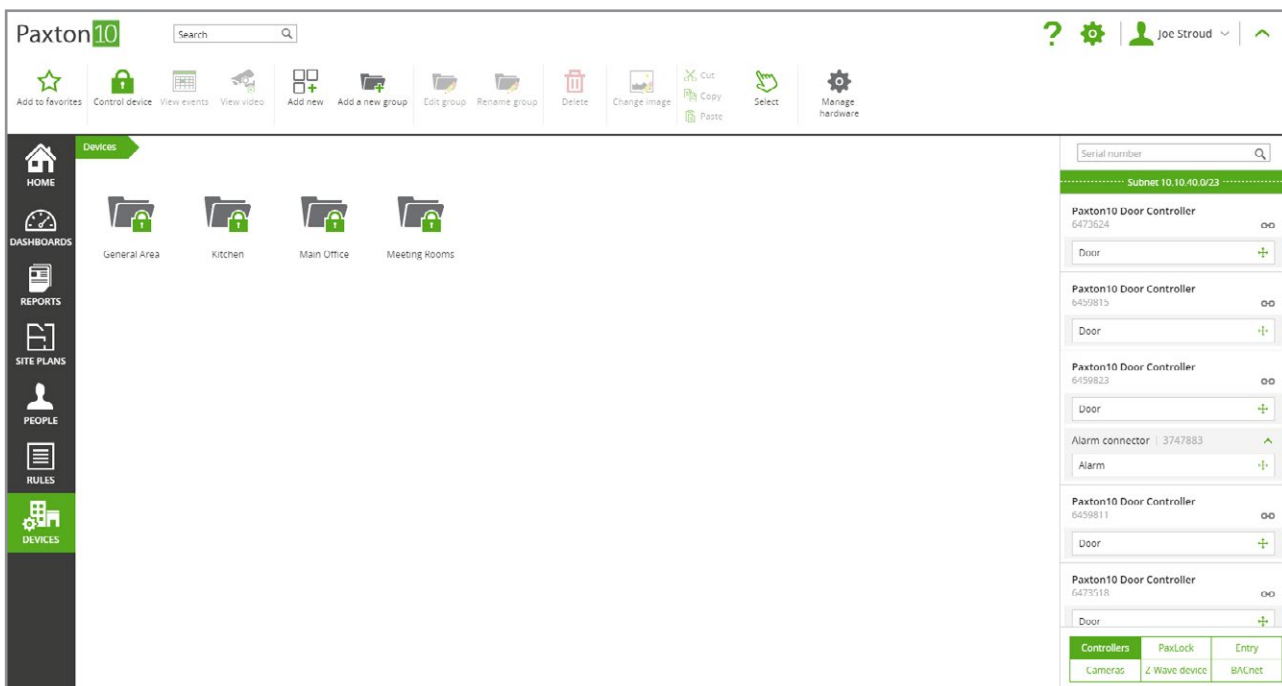 Paxton10
Search
Joe Stroud
Add to favorites
Control device
View events
View video
Add new
Add a new group
Edit group
Rename group
Delete
Change image
Cut
Copy
Paste
Select
Manage
hardware
HOME
DASHBOARDS
REPORTS
SITE PLANS
PEOPLE
RULES
DEVICES
Devices
General Area
Kitchen
Main Office
Meeting Rooms
Serial number
Subnet 10.10.40.0/23
Paxton10 Door Controller
6473624
Door
Paxton10 Door Controller
6459815
Door
Paxton10 Door Controller
6459823
Door
Alarm connector | 3747883
Alarm
Paxton10 Door Controller
6459811
Door
Paxton10 Door Controller
6473518
Door
Controllers PaxLock Entry
Cameras Z-Wave device BACnet